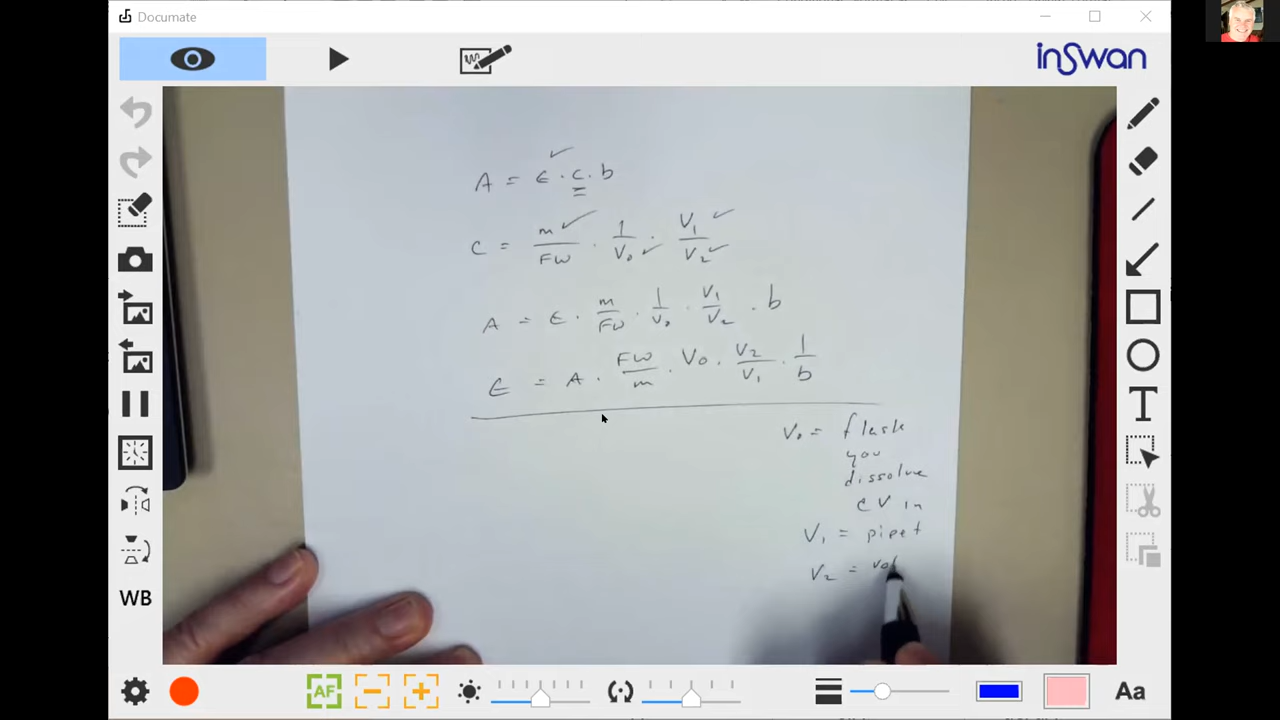 Documate
inSwan
A = ε · c · b
c = m/FW · 1/V₀ · V₁/V₂
A = ε · m/FW · 1/V₀ · V₁/V₂ · b
ε = A · FW/m · V₀ · V₂/V₁ · 1/b
V₀ = flask
you
dissolve
CV in
V₁ = pipet
V₂ = vol
WB
AF
Aa
T